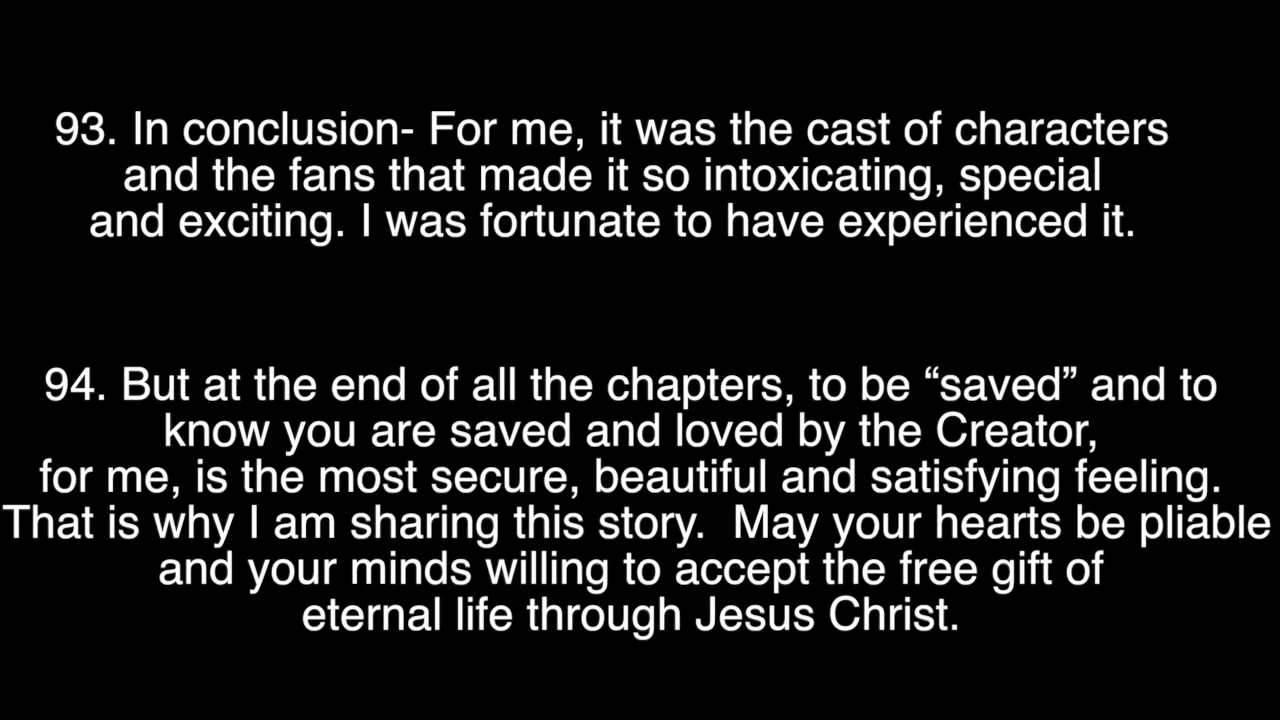 93. In conclusion- For me, it was the cast of characters
and the fans that made it so intoxicating, special
and exciting. I was fortunate to have experienced it.
94. But at the end of all the chapters, to be “saved” and to
know you are saved and loved by the Creator,
for me, is the most secure, beautiful and satisfying feeling.
That is why I am sharing this story.  May your hearts be pliable
and your minds willing to accept the free gift of
eternal life through Jesus Christ.